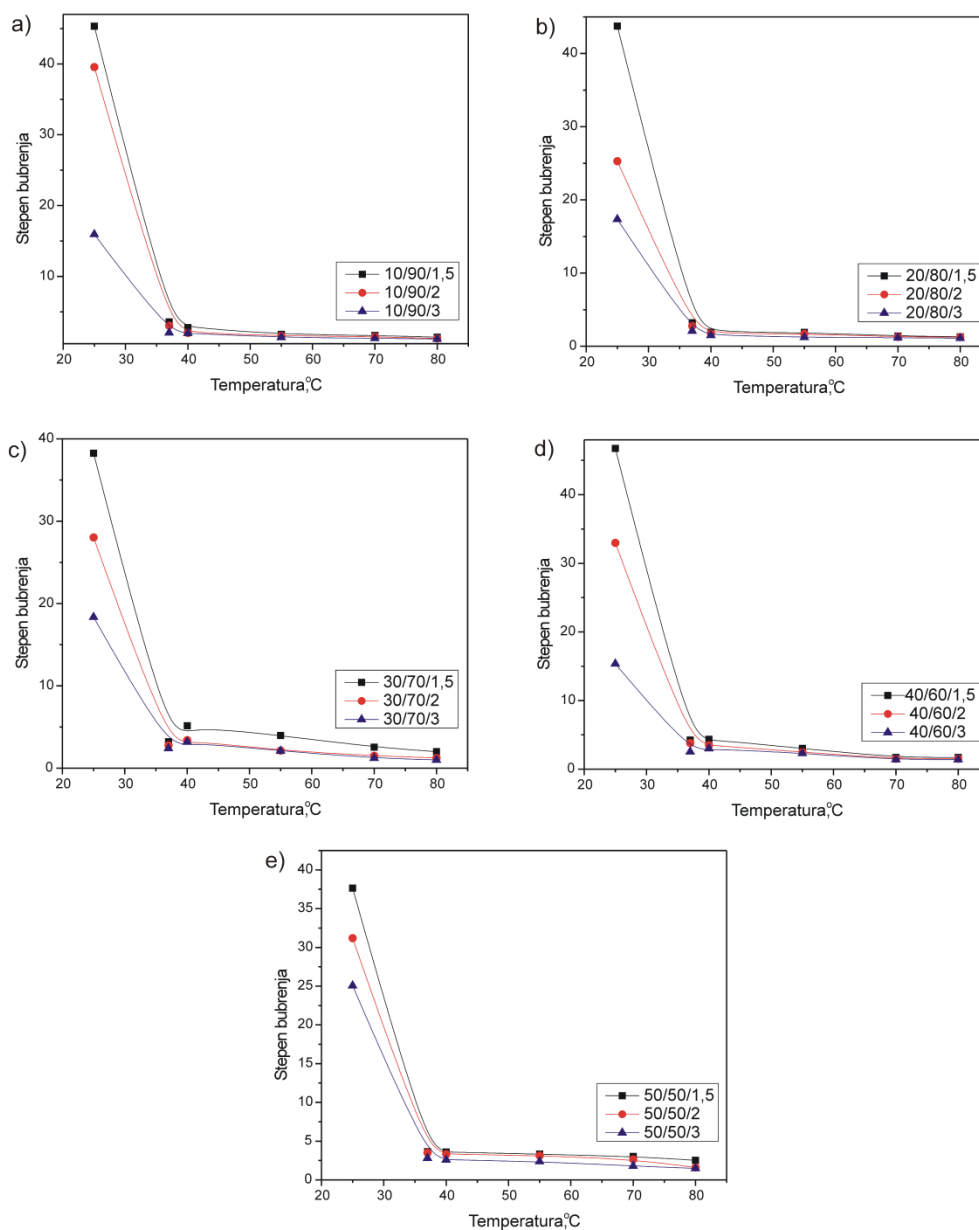 a)
Stepen bubrenja
40
30
20
10
20 30 40 50 60 70 80
Temperatura,°C
10/90/1,5
10/90/2
10/90/3
b)
Stepen bubrenja
40
30
20
10
0
20 30 40 50 60 70 80
Temperatura,°C
20/80/1,5
20/80/2
20/80/3
c)
Stepen bubrenja
40
30
20
10
0
20 30 40 50 60 70 80
Temperatura,°C
30/70/1,5
30/70/2
30/70/3
d)
Stepen bubrenja
40
30
20
10
0
20 30 40 50 60 70 80
Temperatura,°C
40/60/1,5
40/60/2
40/60/3
e)
Stepen bubrenja
40
35
30
25
20
15
10
5
0
20 30 40 50 60 70 80
Temperatura,°C
50/50/1,5
50/50/2
50/50/3